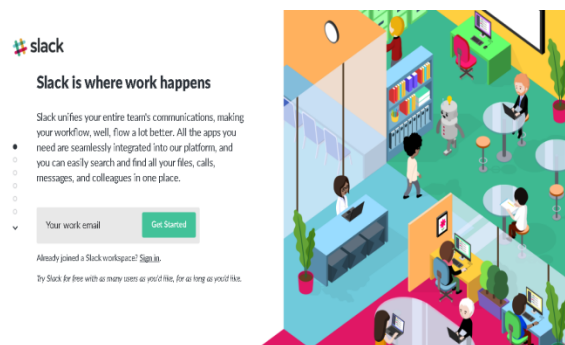 slack
Slack is where work happens
Slack unifies your entire team's communications, making
your workflow, well, flow a lot better. All the apps you
need are seamlessly integrated into our platform, and
you can easily search and find all your files, calls,
messages, and colleagues in one place.
Your work email
Get Started
Already joined a Slack workspace? Sign in.
Try Slack for free with as many users as you'd like, for as long as you'd like.